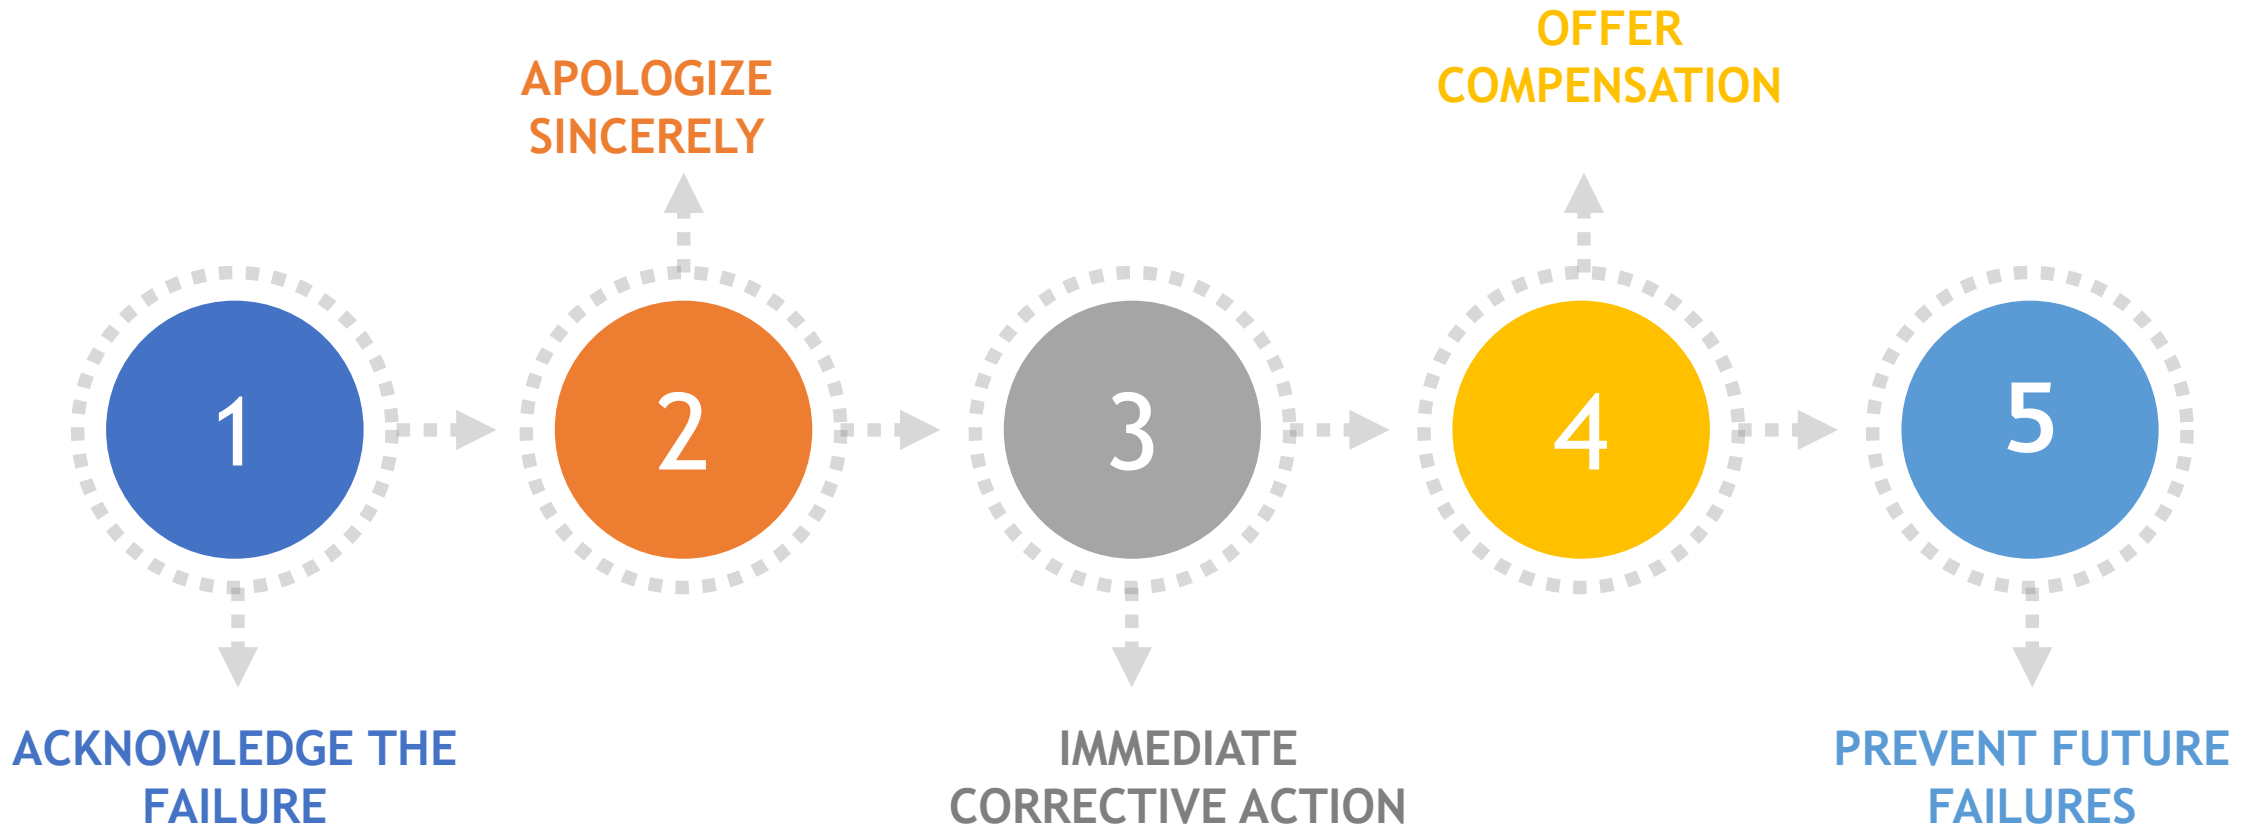 1
ACKNOWLEDGE THE
FAILURE
2
APOLOGIZE
SINCERELY
3
IMMEDIATE
CORRECTIVE ACTION
4
OFFER
COMPENSATION
5
PREVENT FUTURE
FAILURES